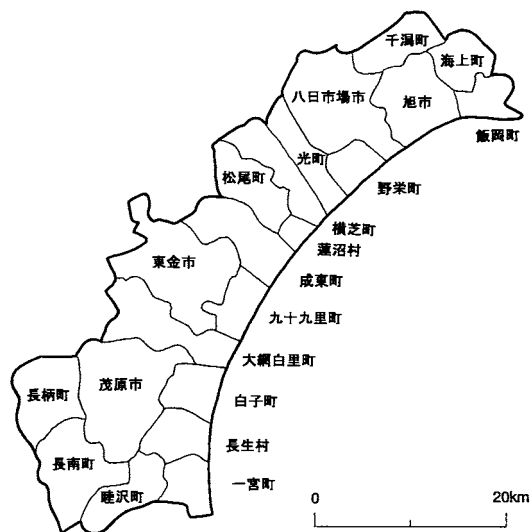 千潟町
海上町
八日市場市
旭市
飯岡町
光町
松尾町
野栄町
横芝町
蓮沼村
東金市
成東町
九十九里町
大網白里町
長柄町
茂原市
白子町
長生村
長南町
一宮町
睦沢町
0
20km